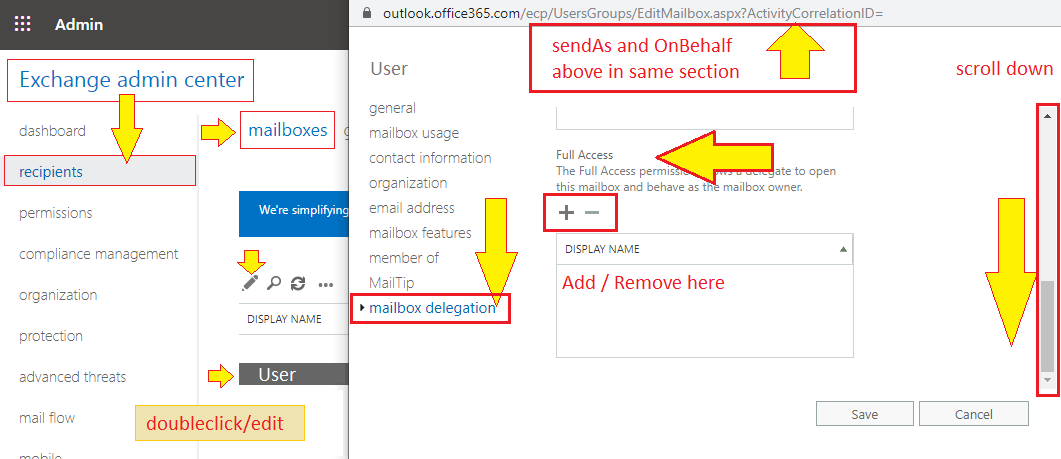 Admin
Exchange admin center
dashboard
recipients
permissions
compliance management
organization
protection
advanced threats
mail flow
mobile
mailboxes
We're simplifying
DISPLAY NAME
User
doubleclick/edit
outlook.office365.com/ecp/UsersGroups/EditMailbox.aspx?ActivityCorrelationID=
sendAs and OnBehalf
above in same section
scroll down
User
general
mailbox usage
contact information
organization
email address
mailbox features
member of
MailTip
mailbox delegation
Full Access
The Full Access permission a delegate to open
this mailbox and behave as the mailbox owner.
DISPLAY NAME
Add / Remove here
Save
Cancel